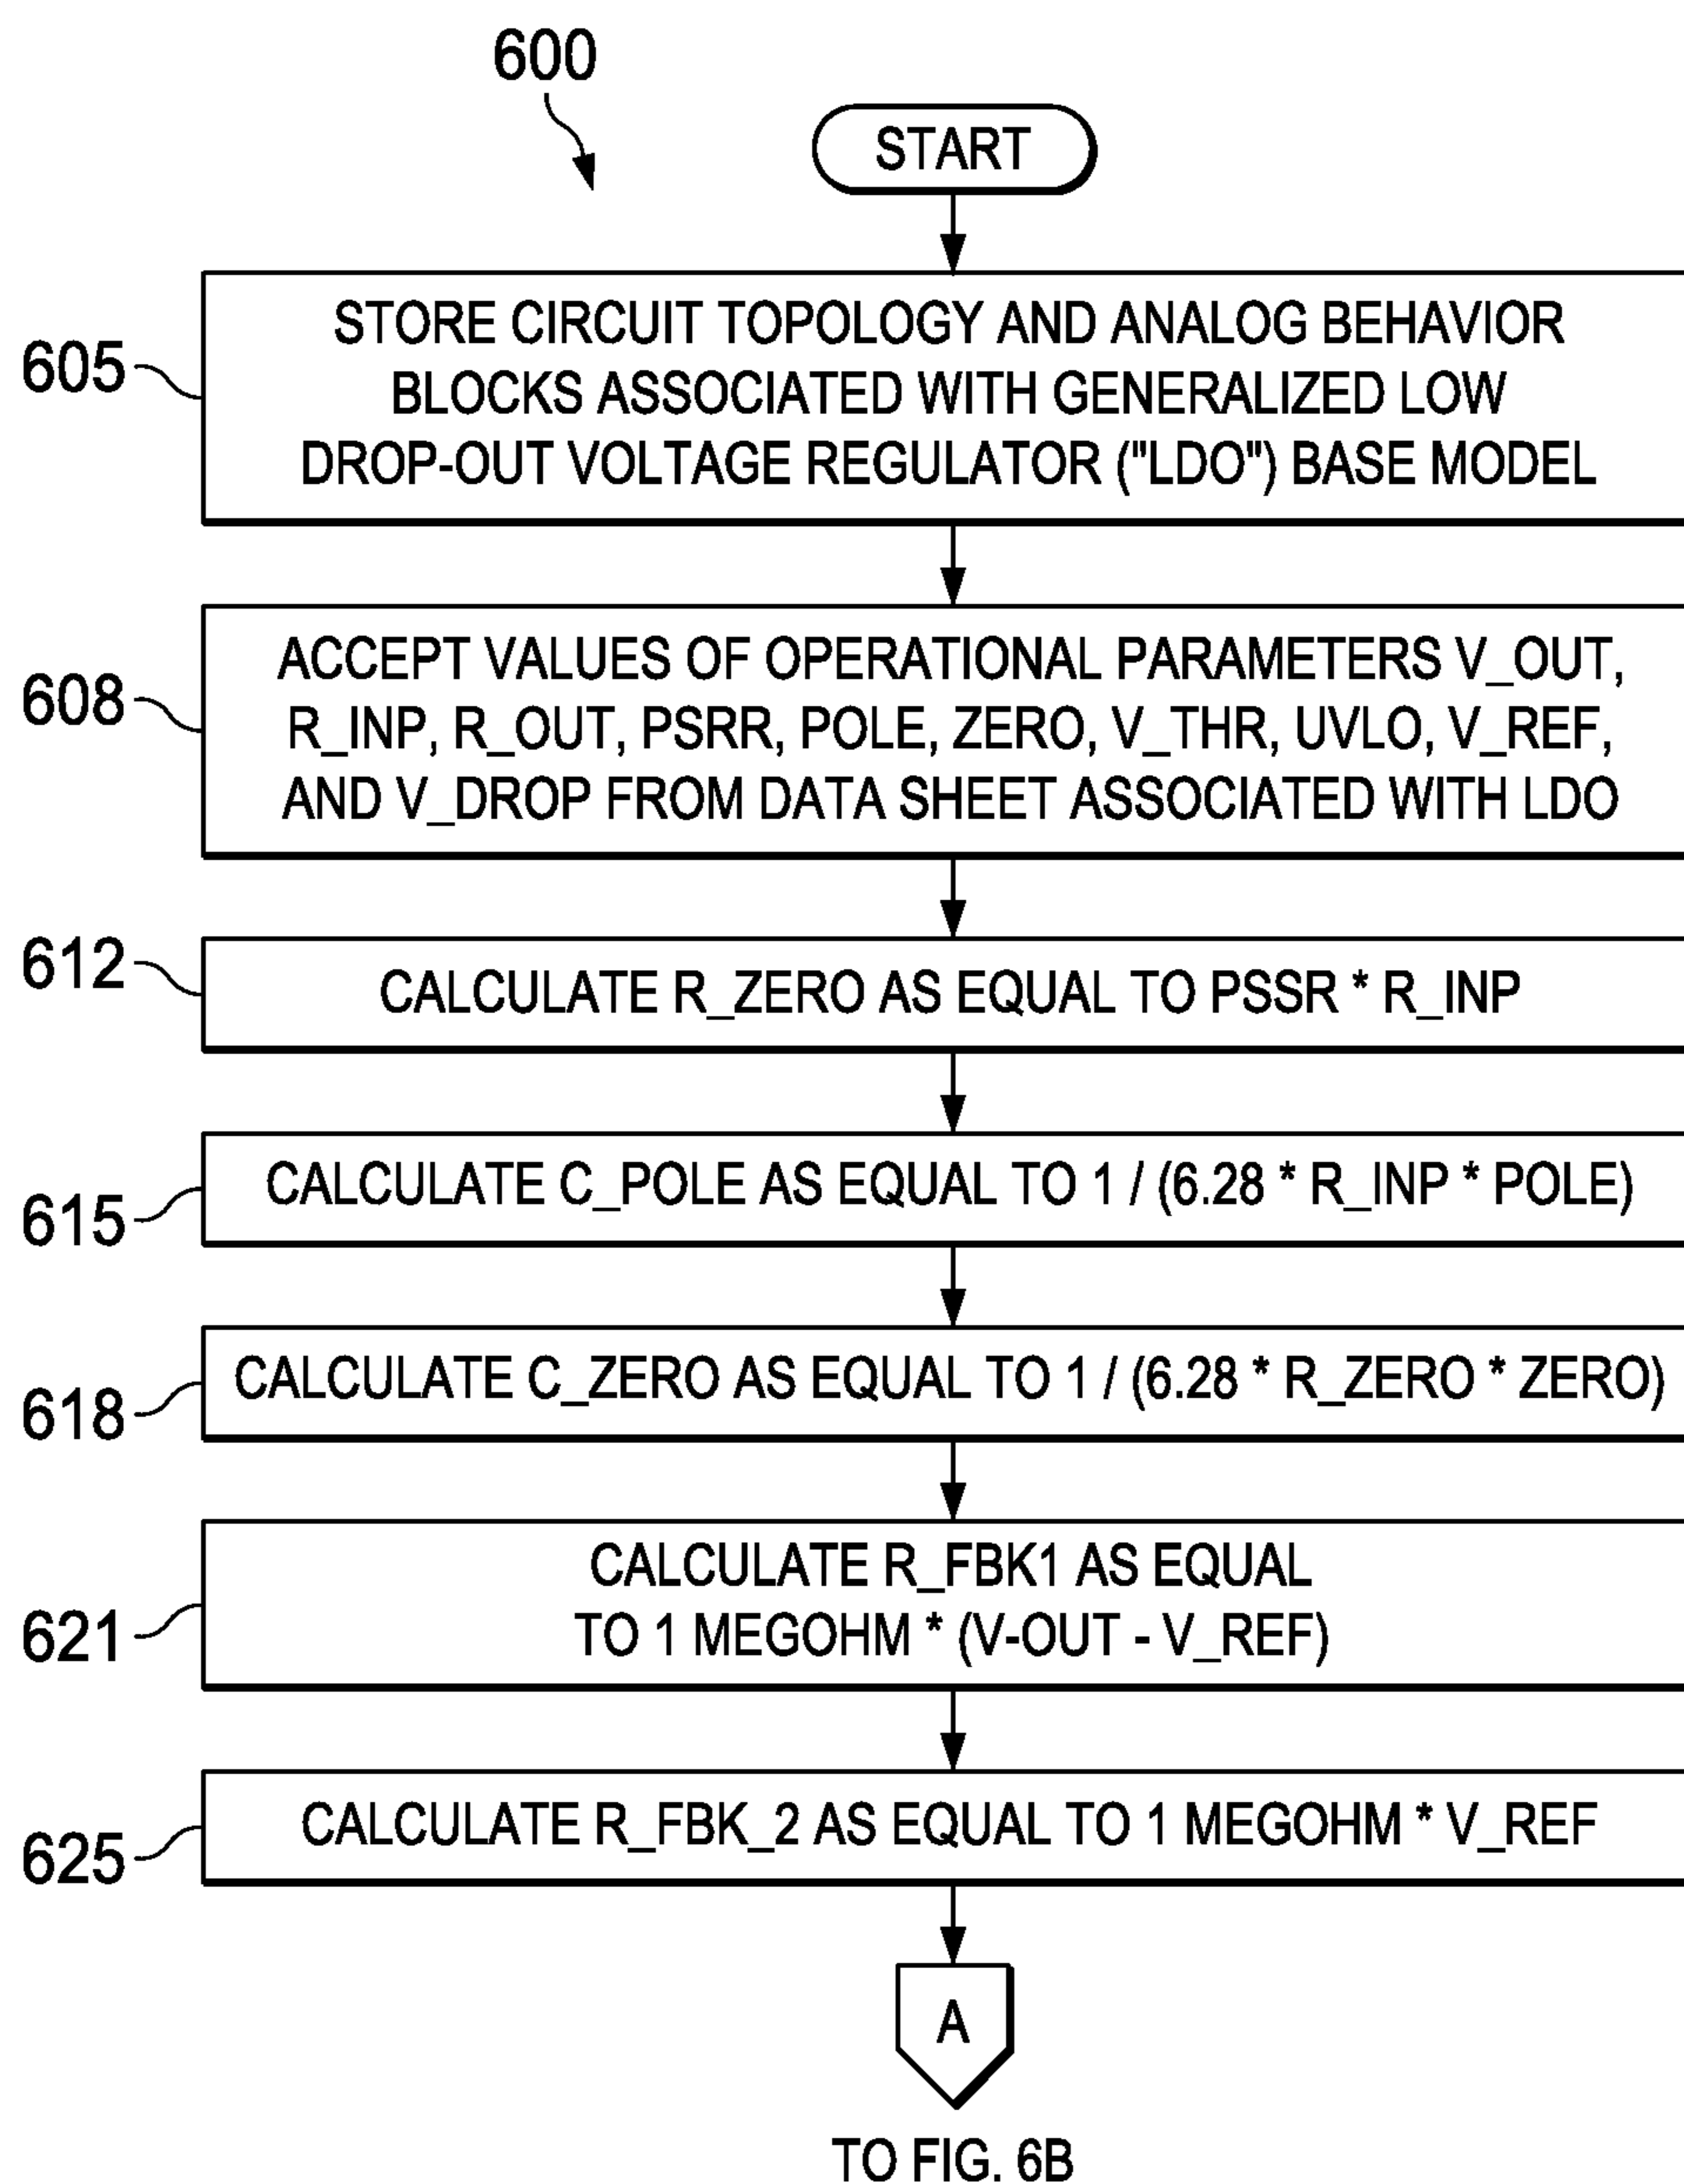 600
START
605
STORE CIRCUIT TOPOLOGY AND ANALOG BEHAVIOR
BLOCKS ASSOCIATED WITH GENERALIZED LOW
DROP-OUT VOLTAGE REGULATOR ("LDO") BASE MODEL
608
ACCEPT VALUES OF OPERATIONAL PARAMETERS V_OUT,
R_INP, R_OUT, PSRR, POLE, ZERO, V_THR, UVLO, V_REF,
AND V_DROP FROM DATA SHEET ASSOCIATED WITH LDO
612
CALCULATE R_ZERO AS EQUAL TO PSSR * R_INP
615
CALCULATE C_POLE AS EQUAL TO 1 / (6.28 * R_INP * POLE)
618
CALCULATE C_ZERO AS EQUAL TO 1 / (6.28 * R_ZERO * ZERO)
621
CALCULATE R_FBK1 AS EQUAL
TO 1 MEGOHM * (V-OUT - V_REF)
625
CALCULATE R_FBK_2 AS EQUAL TO 1 MEGOHM * V_REF
A
TO FIG. 6B